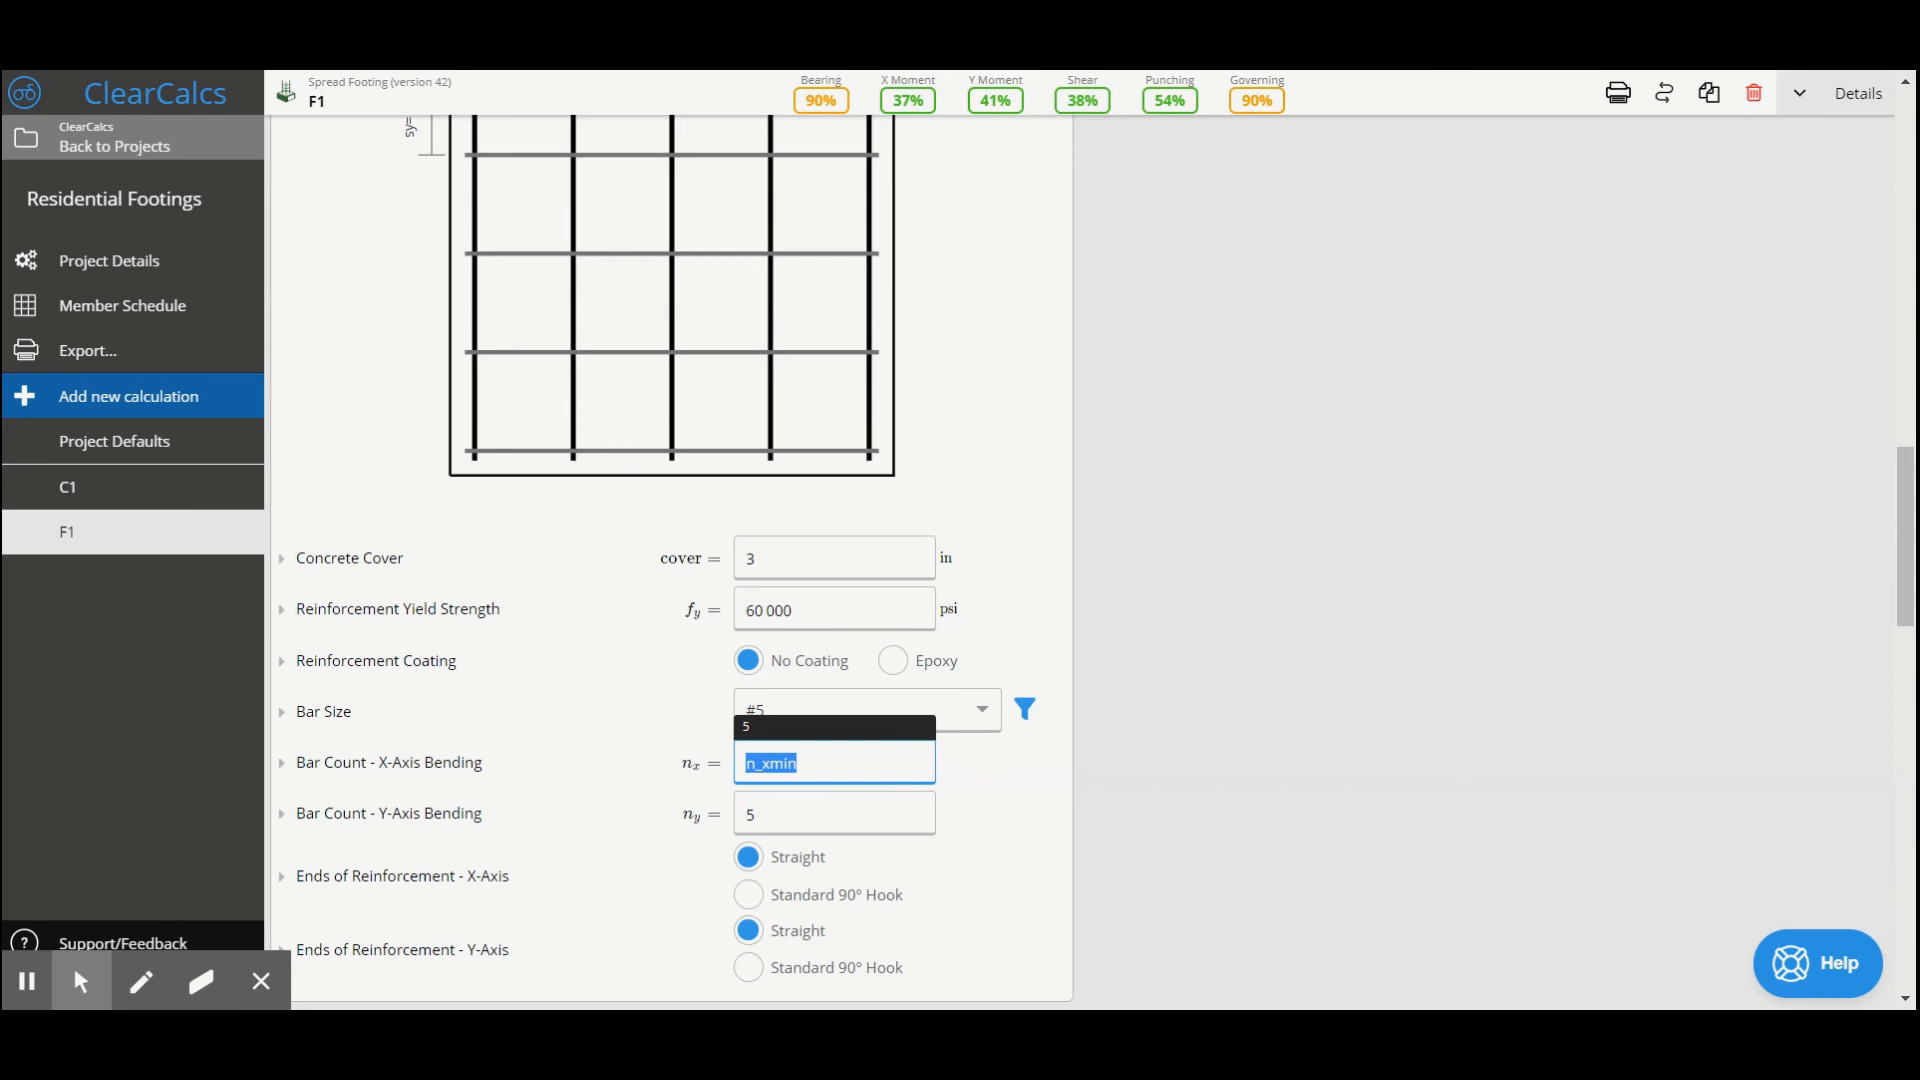 ClearCalcs
Spread Footing (version 42)
F1
Bearing
90%
X Moment
37%
Y Moment
41%
Shear
38%
Punching
54%
Governing
90%
Details
ClearCalcs
Back to Projects
Residential Footings
Project Details
Member Schedule
Export...
Add new calculation
Project Defaults
C1
F1
Support/Feedback
sy=
Concrete Cover cover = 3 in
Reinforcement Yield Strength f_y = 60 000 psi
Reinforcement Coating No Coating Epoxy
Bar Size #5
5
Bar Count - X-Axis Bending n_x = n_xmin
Bar Count - Y-Axis Bending n_y = 5
Straight
Ends of Reinforcement - X-Axis
Standard 90° Hook
Straight
Ends of Reinforcement - Y-Axis
Standard 90° Hook
Help